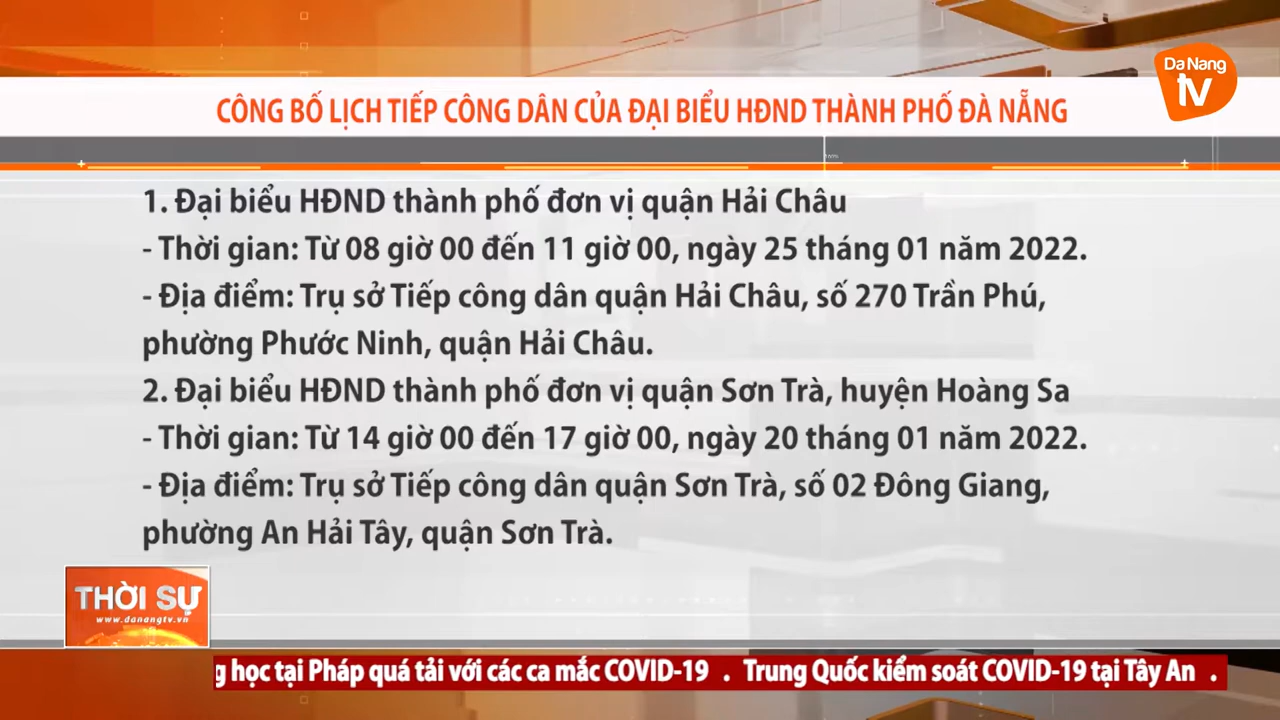 Da Nang
tv
CÔNG BỐ LỊCH TIẾP CÔNG DÂN CỦA ĐẠI BIỂU HĐND THÀNH PHỐ ĐÀ NẴNG
1. Đại biểu HĐND thành phố đơn vị quận Hải Châu
- Thời gian: Từ 08 giờ 00 đến 11 giờ 00, ngày 25 tháng 01 năm 2022.
- Địa điểm: Trụ sở Tiếp công dân quận Hải Châu, số 270 Trần Phú,
phường Phước Ninh, quận Hải Châu.
2. Đại biểu HĐND thành phố đơn vị quận Sơn Trà, huyện Hoàng Sa
- Thời gian: Từ 14 giờ 00 đến 17 giờ 00, ngày 20 tháng 01 năm 2022.
- Địa điểm: Trụ sở Tiếp công dân quận Sơn Trà, số 02 Đông Giang,
phường An Hải Tây, quận Sơn Trà.
THỜI SỰ
www.danangtv.vn
học tại Pháp quá tải với các ca mắc COVID-19 . Trung Quốc kiểm soát COVID-19 tại Tây An .